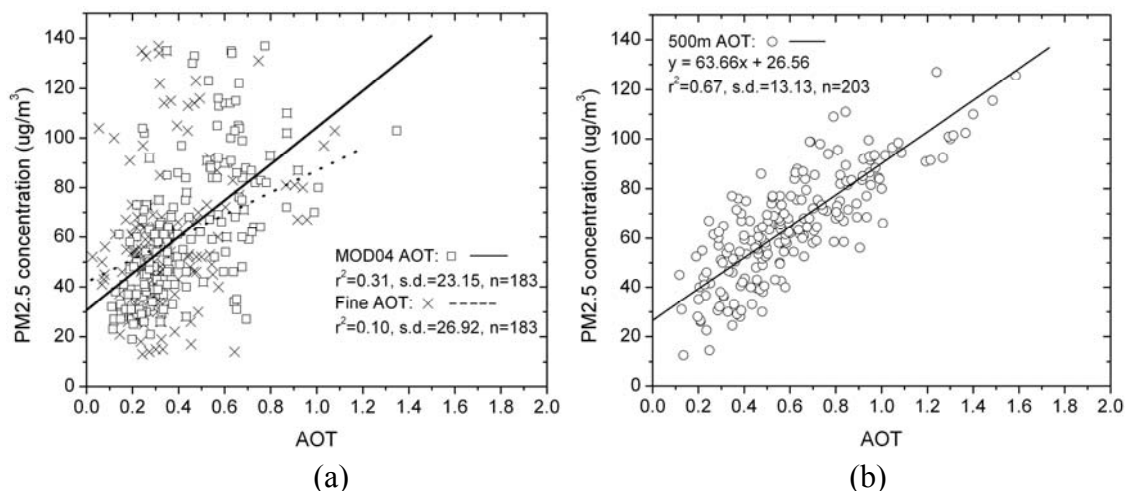 PM2.5 concentration (ug/m³)
140
120
100
80
60
40
20
0
MOD04 AOT: □ —
r²=0.31, s.d.=23.15, n=183
Fine AOT: × -----
r²=0.10, s.d.=26.92, n=183
0.0 0.2 0.4 0.6 0.8 1.0 1.2 1.4 1.6 1.8 2.0
AOT
(a)
PM2.5 concentration (ug/m³)
140
120
100
80
60
40
20
0
500m AOT: ○ —
y = 63.66x + 26.56
r²=0.67, s.d.=13.13, n=203
0.0 0.2 0.4 0.6 0.8 1.0 1.2 1.4 1.6 1.8 2.0
AOT
(b)